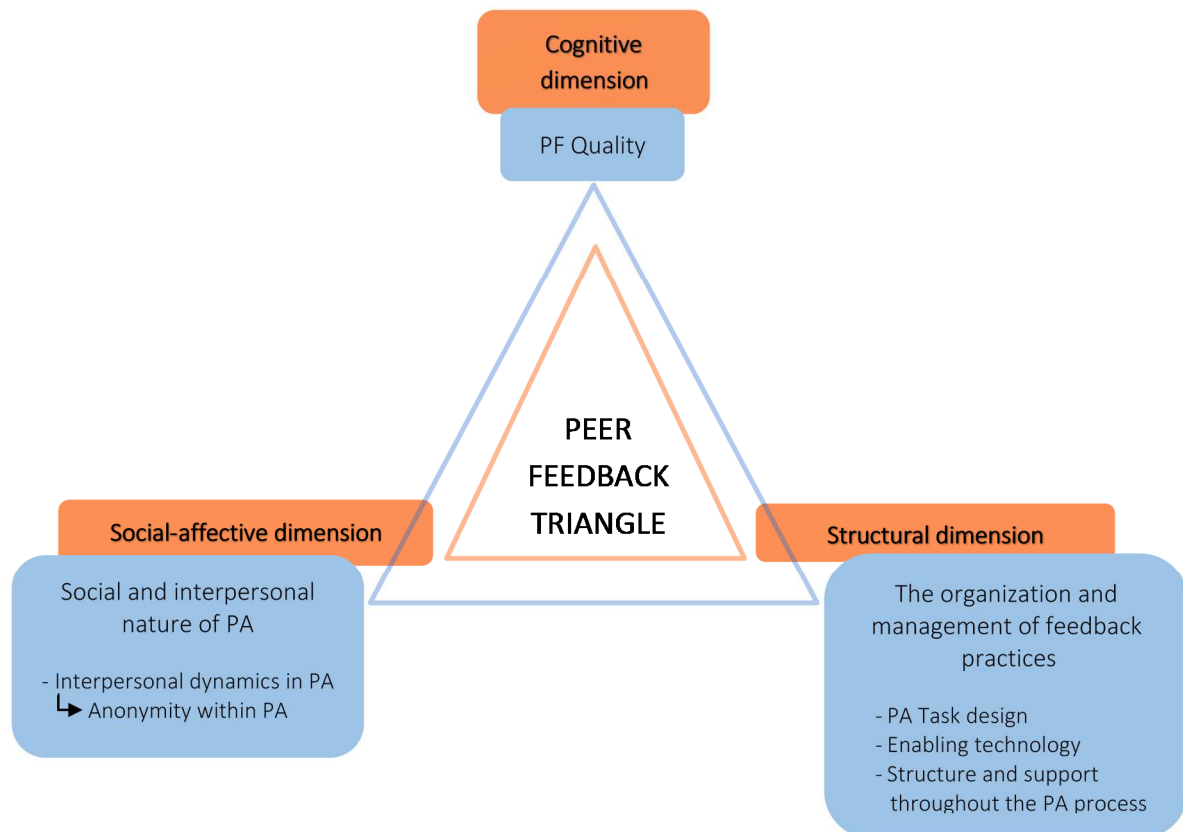 Cognitive
dimension
PF Quality
PEER
FEEDBACK
TRIANGLE
Social-affective dimension
Social and interpersonal
nature of PA
- Interpersonal dynamics in PA
Anonymity within PA
Structural dimension
The organization and
management of feedback
practices
- PA Task design
- Enabling technology
- Structure and support
throughout the PA process